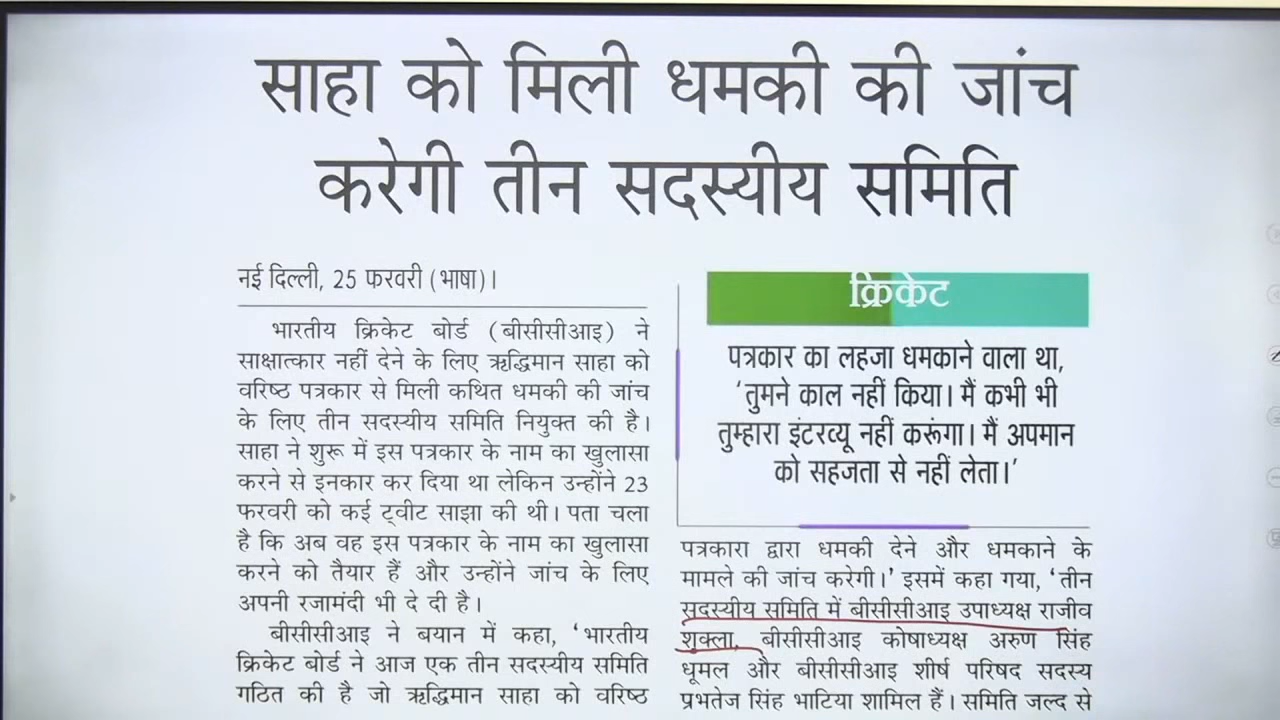 साहा को मिली धमकी की जांच
करेगी तीन सदस्यीय समिति
नई दिल्ली, 25 फरवरी (भाषा)।
भारतीय क्रिकेट बोर्ड (बीसीसीआइ) ने
साक्षात्कार नहीं देने के लिए ऋद्धिमान साहा को
वरिष्ठ पत्रकार से मिली कथित धमकी की जांच
के लिए तीन सदस्यीय समिति नियुक्त की है।
साहा ने शुरू में इस पत्रकार के नाम का खुलासा
करने से इनकार कर दिया था लेकिन उन्होंने 23
फरवरी को कई ट्वीट साझा की थी। पता चला
है कि अब वह इस पत्रकार के नाम का खुलासा
करने को तैयार हैं और उन्होंने जांच के लिए
अपनी रजामंदी भी दे दी है।
बीसीसीआइ ने बयान में कहा, 'भारतीय
क्रिकेट बोर्ड ने आज एक तीन सदस्यीय समिति
गठित की है जो ऋद्धिमान साहा को वरिष्ठ
क्रिकेट
पत्रकार का लहजा धमकाने वाला था,
'तुमने काल नहीं किया। मैं कभी भी
तुम्हारा इंटरव्यू नहीं करूंगा। मैं अपमान
को सहजता से नहीं लेता।'
पत्रकारा द्वारा धमकी देने और धमकाने के
मामले की जांच करेगी।' इसमें कहा गया, 'तीन
सदस्यीय समिति में बीसीसीआइ उपाध्यक्ष राजीव
शुक्ला, बीसीसीआइ कोषाध्यक्ष अरुण सिंह
धूमल और बीसीसीआइ शीर्ष परिषद सदस्य
प्रभतेज सिंह भाटिया शामिल हैं। समिति जल्द से